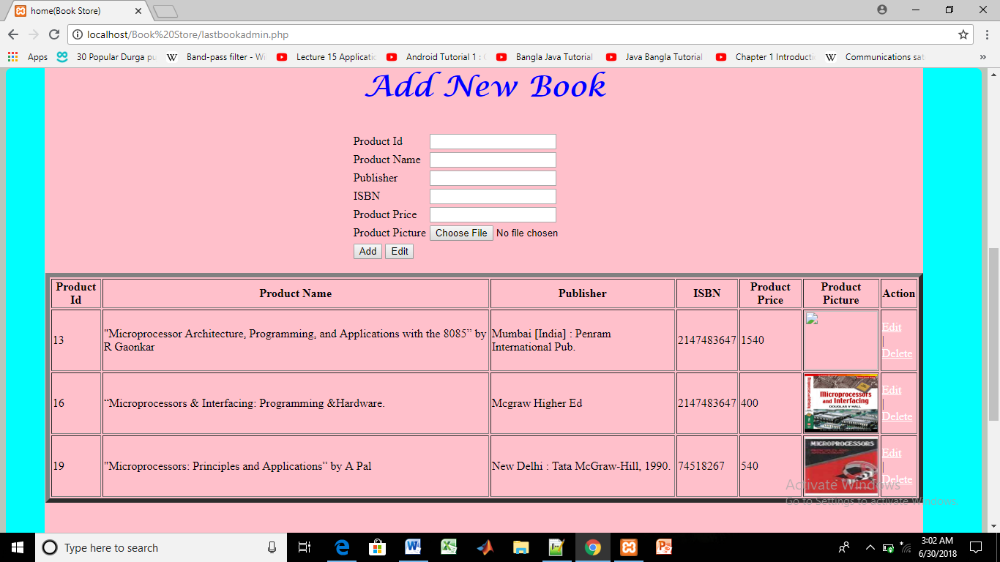 home(Book Store)
localhost/Book%20Store/lastbookadmin.php
Apps 30 Popular Durga pu Band-pass filter - Wi Lecture 15 Applicatic Android Tutorial 1 : Bangla Java Tutorial Java Bangla Tutorial Chapter 1 Introducti Communications sat »
Add New Book
Product Id
Product Name
Publisher
ISBN
Product Price
Product Picture Choose File No file chosen
Add Edit
Product Id Product Name Publisher ISBN Product Price Product Picture Action
13 "Microprocessor Architecture, Programming, and Applications with the 8085” by Mumbai [India] : Penram 2147483647 1540 Edit
R Gaonkar International Pub. |
Delete
16 “Microprocessors & Interfacing: Programming &Hardware. Mcgraw Higher Ed 2147483647 400 Edit
|
Delete
Microprocessors
and Interfacing
DOUGLAS V HALL
19 "Microprocessors: Principles and Applications” by A Pal New Delhi : Tata McGraw-Hill, 1990. 74518267 540 Edit
|
Delete
MICROPROCESSORS
Activate Windows
Go to Settings to activate Windows.
Type here to search
3:02 AM
6/30/2018